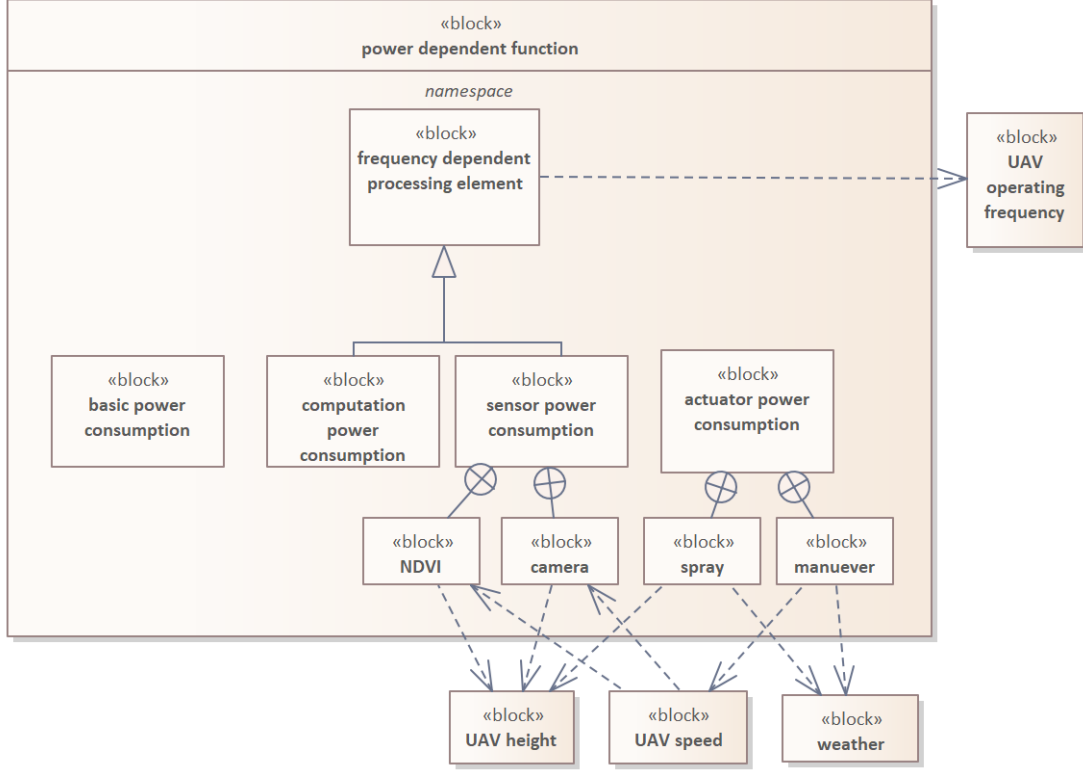 «block»
power dependent function
namespace
«block»
frequency dependent
processing element
«block»
UAV
operating
frequency
«block»
basic power
consumption
«block»
computation
power
consumption
«block»
sensor power
consumption
«block»
actuator power
consumption
«block»
NDVI
«block»
camera
«block»
spray
«block»
manuever
«block»
UAV height
«block»
UAV speed
«block»
weather